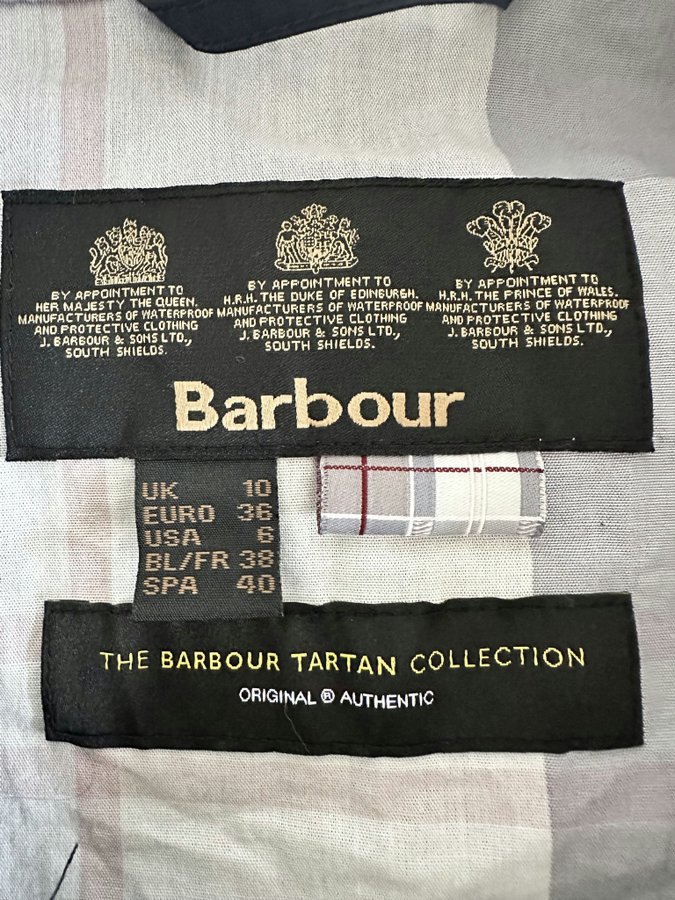 BY APPOINTMENT TO
HER MAJESTY THE QUEEN.
MANUFACTURERS OF WATERPROOF
AND PROTECTIVE CLOTHING
J. BARBOUR & SONS LTD.,
SOUTH SHIELDS.
BY APPOINTMENT TO
H.R.H. THE DUKE OF EDINBURGH.
MANUFACTURERS OF WATERPROOF
AND PROTECTIVE CLOTHING
J. BARBOUR & SONS LTD.,
SOUTH SHIELDS.
BY APPOINTMENT TO
H.R.H. THE PRINCE OF WALES.
MANUFACTURERS OF WATERPROOF
AND PROTECTIVE CLOTHING
J. BARBOUR & SONS LTD.,
SOUTH SHIELDS.
Barbour
UK 10
EURO 36
USA 6
BL/FR 38
SPA 40
THE BARBOUR TARTAN COLLECTION
ORIGINAL ® AUTHENTIC